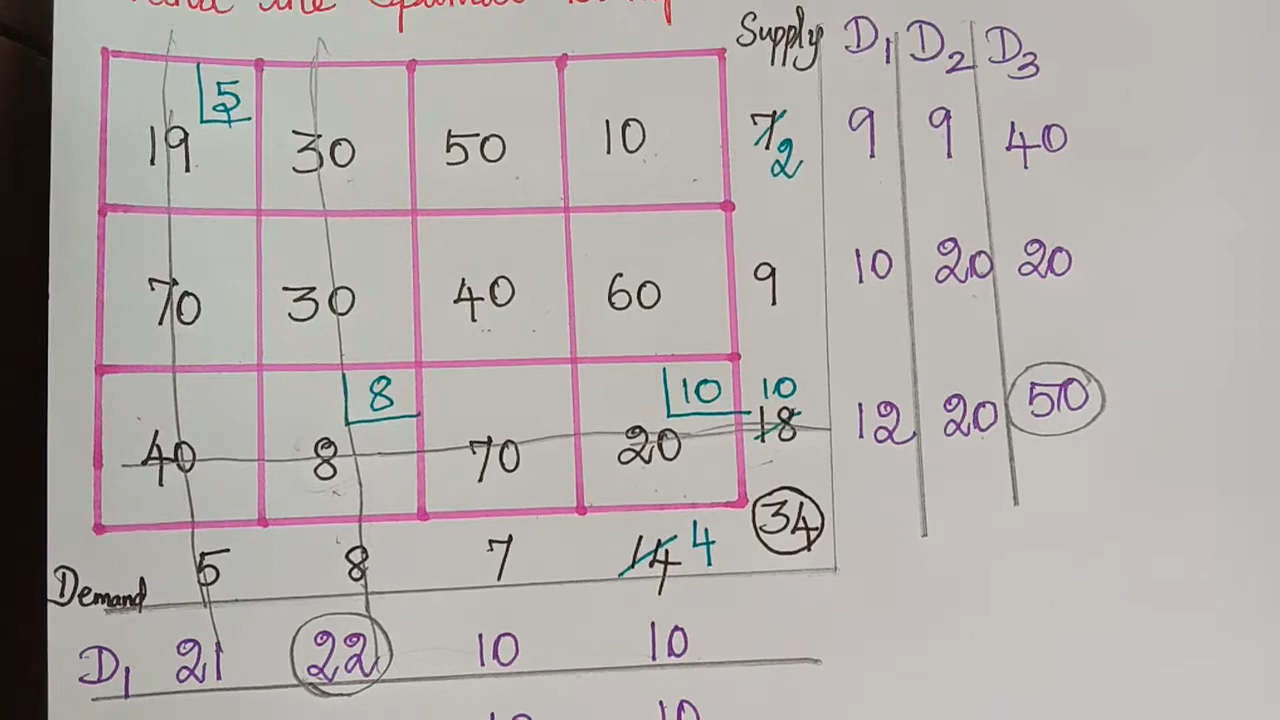 Supply D1 D2 D3
5
19 30 50 10 7 2 9 9 40
70 30 40 60 9 10 20 20
8 10 10
40 8 70 20 18 12 20 50
34
Demand 5 8 7 14 4
D1 21 22 10 10
10